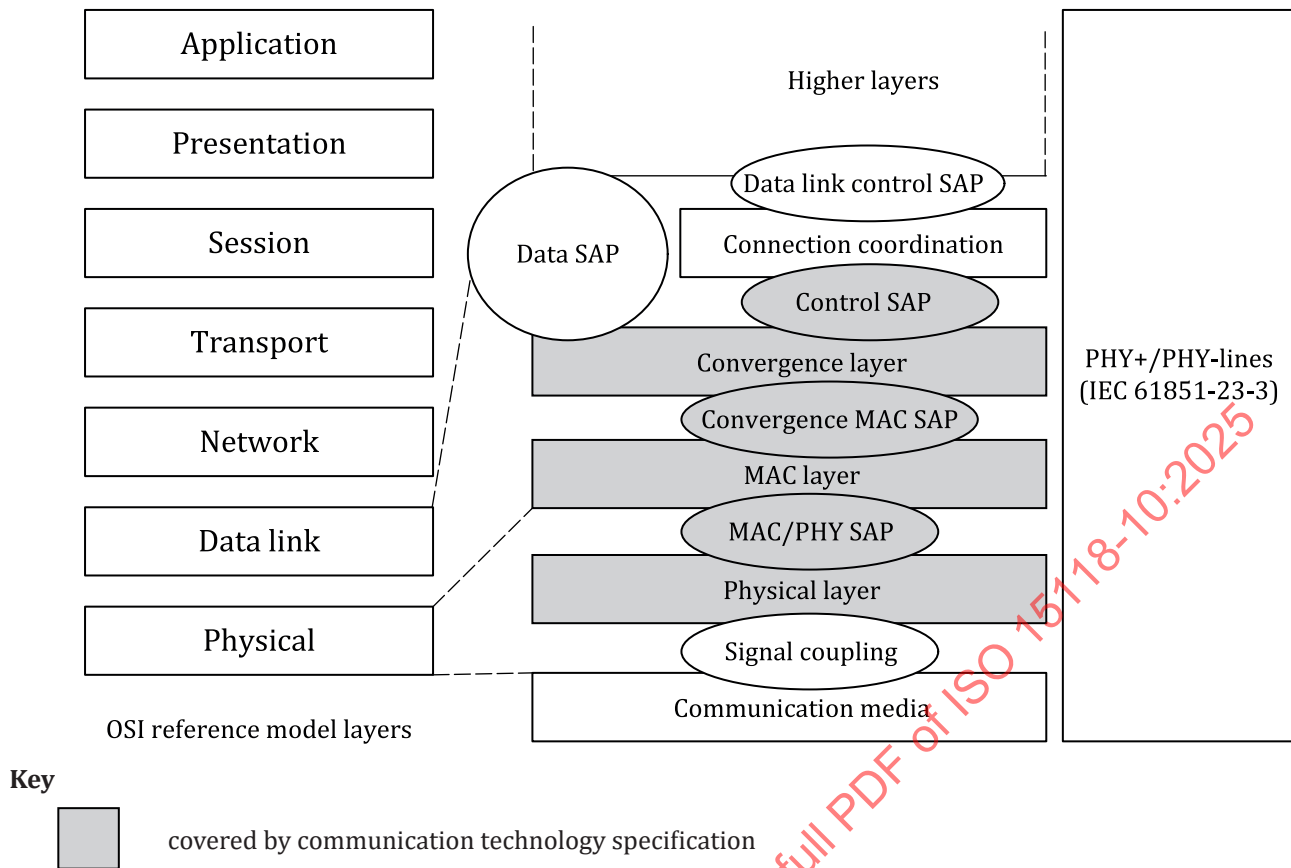 Application
Presentation
Session
Transport
Network
Data link
Physical
OSI reference model layers
Higher layers
Data link control SAP
Data SAP
Connection coordination
Control SAP
Convergence layer
Convergence MAC SAP
MAC layer
MAC/PHY SAP
Physical layer
Signal coupling
Communication media
PHY+/PHY-lines
(IEC 61851-23-3)
Key
covered by communication technology specification
full PDF of ISO 15118-10:2025